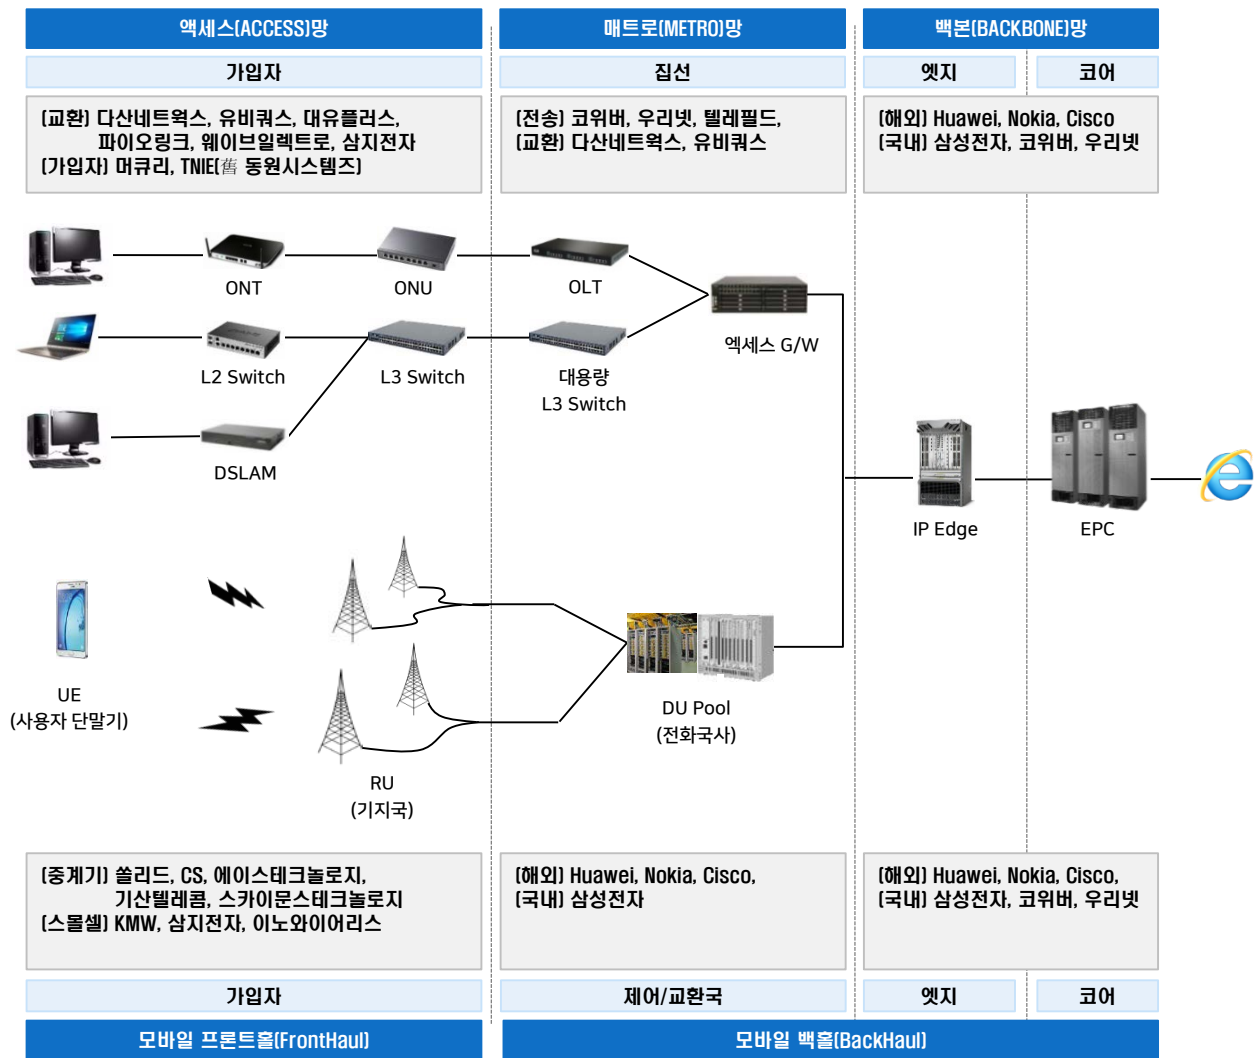 액세스(ACCESS)망
매트로(METRO)망
백본(BACKBONE)망
가입자
집선
엣지
코어
(교환) 다산네트웍스, 유비쿼스, 대유플러스,
파이오링크, 웨이브일렉트로, 삼지전자
(가입자) 머큐리, TNIE(舊 동원시스템즈)
(전송) 코위버, 우리넷, 텔레필드,
(교환) 다산네트웍스, 유비쿼스
(해외) Huawei, Nokia, Cisco
(국내) 삼성전자, 코위버, 우리넷
ONT
ONU
OLT
엑세스 G/W
L2 Switch
L3 Switch
대용량
L3 Switch
DSLAM
IP Edge
EPC
UE
(사용자 단말기)
RU
(기지국)
DU Pool
(전화국사)
(중계기) 쏠리드, CS, 에이스테크놀로지,
기산텔레콤, 스카이문스테크놀로지
(스몰셀) KMW, 삼지전자, 이노와이어리스
(해외) Huawei, Nokia, Cisco,
(국내) 삼성전자
(해외) Huawei, Nokia, Cisco,
(국내) 삼성전자, 코위버, 우리넷
가입자
제어/교환국
엣지
코어
모바일 프론트홀(FrontHaul)
모바일 백홀(BackHaul)